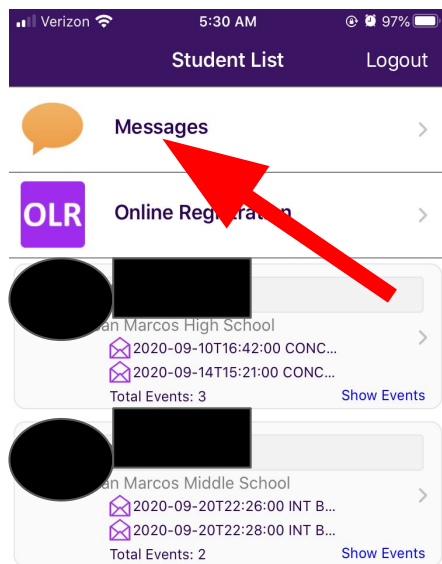 Verizon 5:30 AM 97%
Student List Logout
Messages
OLR Online Registration
an Marcos High School
2020-09-10T16:42:00 CONC...
2020-09-14T15:21:00 CONC...
Total Events: 3 Show Events
an Marcos Middle School
2020-09-20T22:26:00 INT B...
2020-09-20T22:28:00 INT B...
Total Events: 2 Show Events